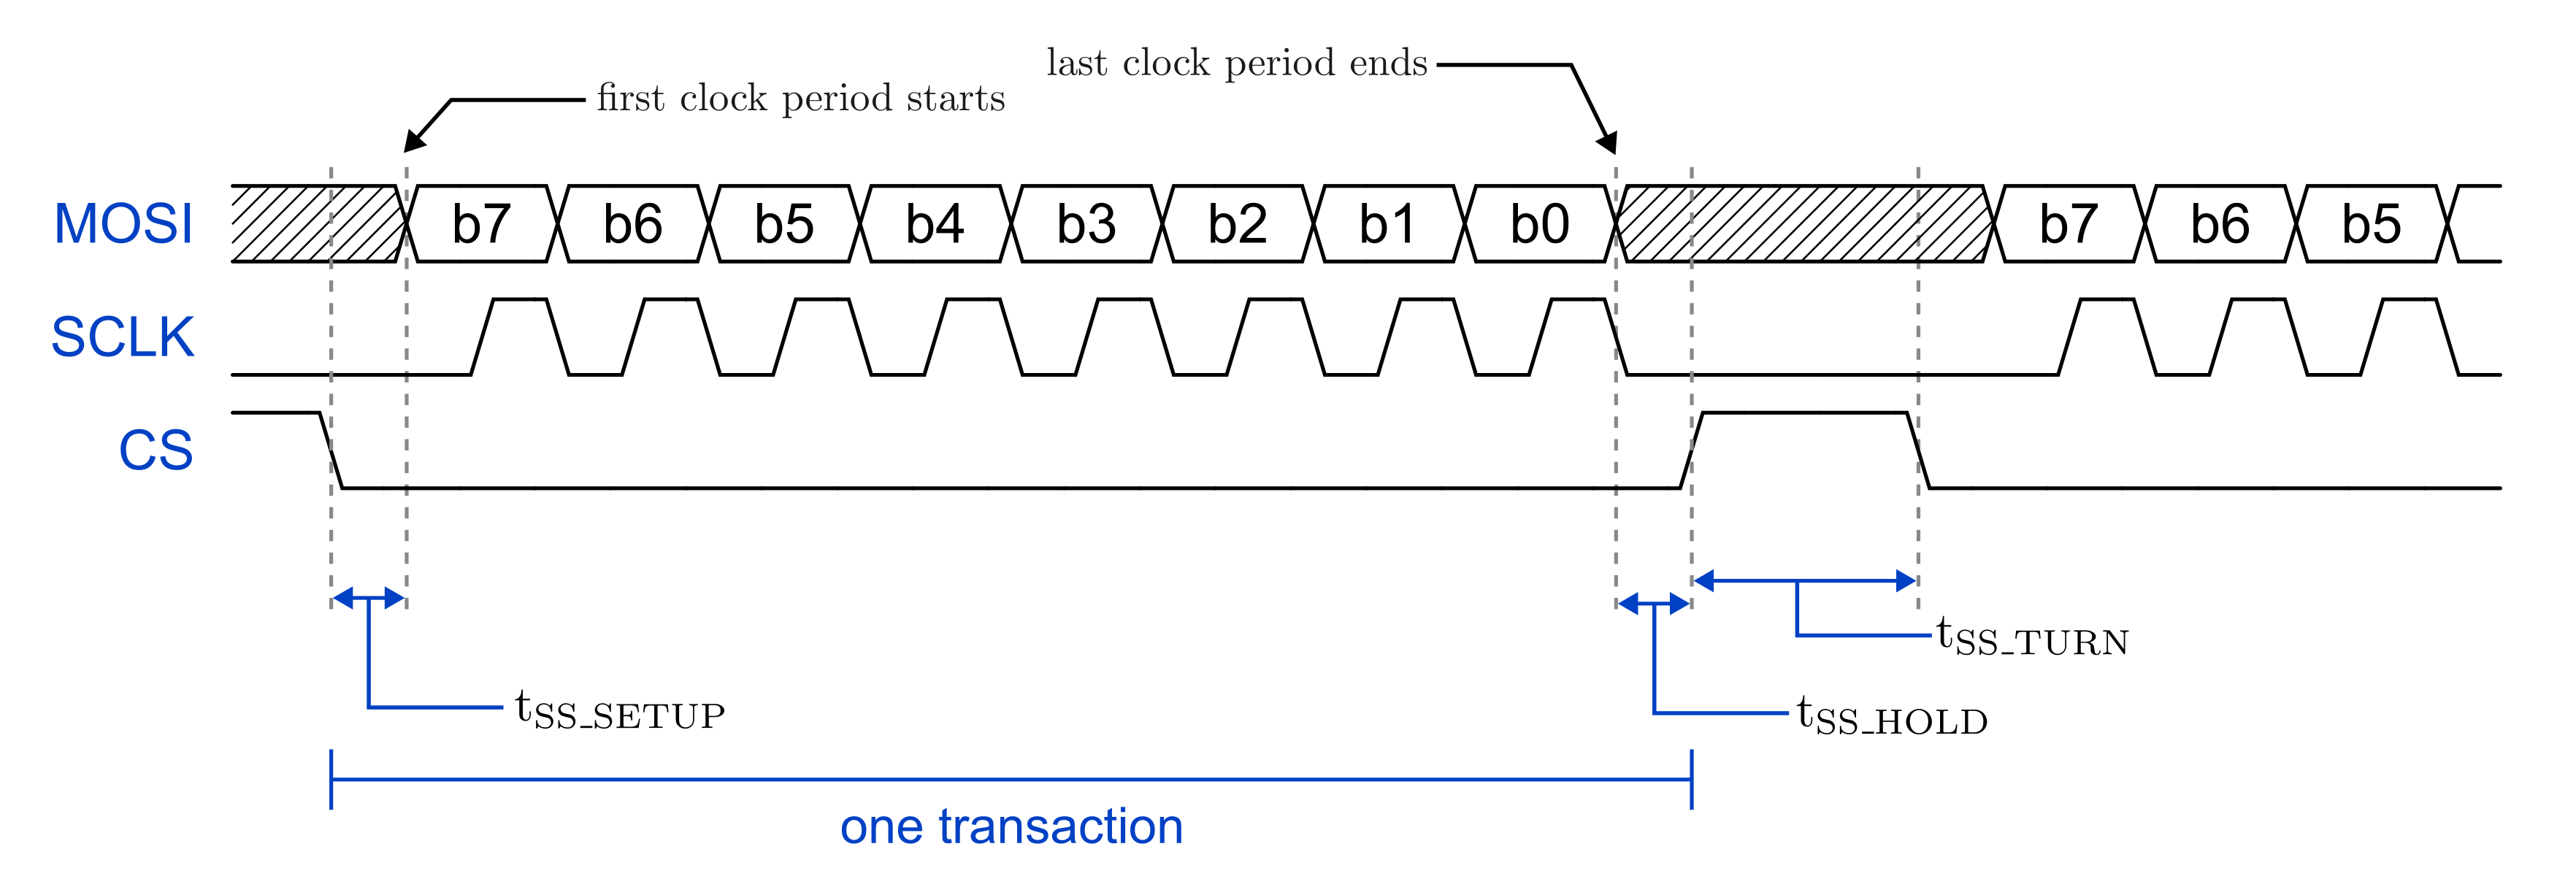 last clock period ends
first clock period starts
MOSI b7 b6 b5 b4 b3 b2 b1 b0 b7 b6 b5
SCLK
CS
tSS_TURN
tSS_SETUP
tSS_HOLD
one transaction